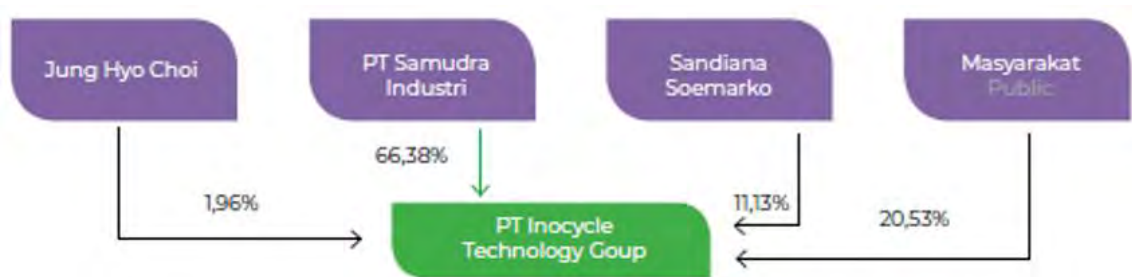 Jung Hyo Choi
PT Samudra
Industri
Sandiana
Soemarko
Masyarakat
Public
66,38%
1,96%
11,13%
20,53%
PT Inocycle
Technology Goup